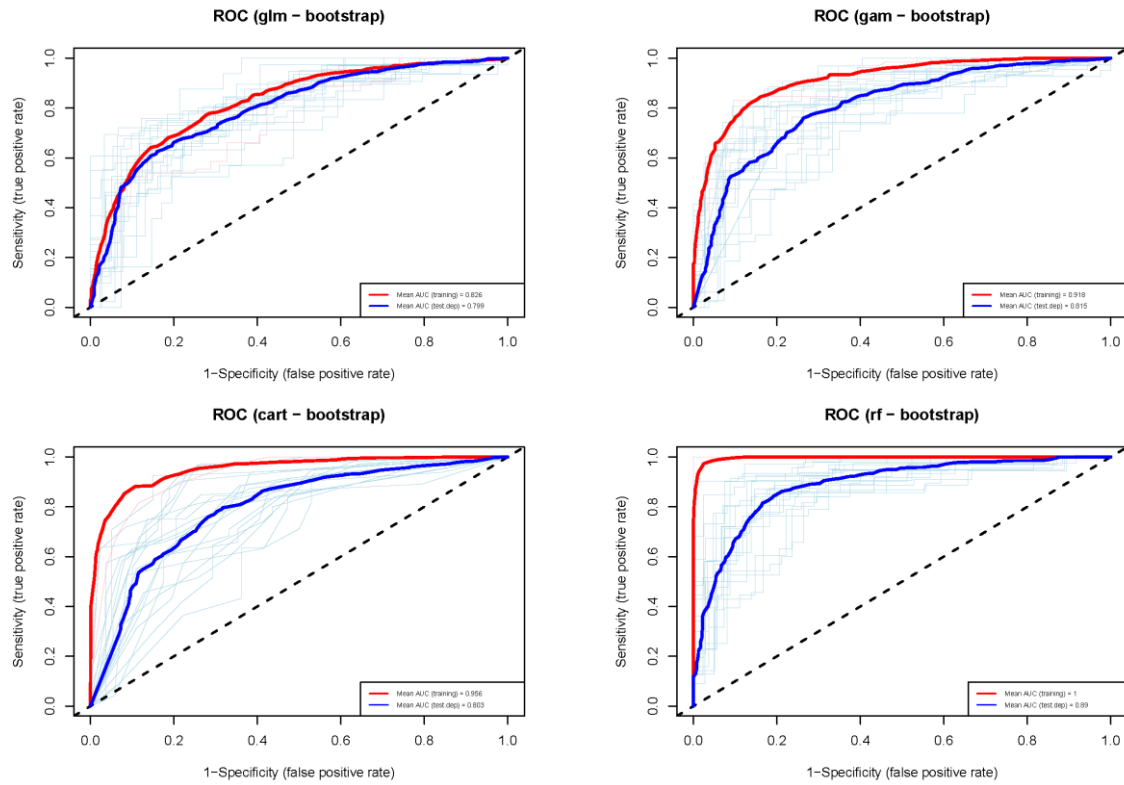 ROC (glm − bootstrap)
Sensitivity (true positive rate)
1.0
0.8
0.6
0.4
0.2
0.0
Mean AUC (training) = 0.826
Mean AUC (test.dep) = 0.799
0.0 0.2 0.4 0.6 0.8 1.0
1−Specificity (false positive rate)
ROC (gam − bootstrap)
Sensitivity (true positive rate)
1.0
0.8
0.6
0.4
0.2
0.0
Mean AUC (training) = 0.918
Mean AUC (test.dep) = 0.815
0.0 0.2 0.4 0.6 0.8 1.0
1−Specificity (false positive rate)
ROC (cart − bootstrap)
Sensitivity (true positive rate)
1.0
0.8
0.6
0.4
0.2
0.0
Mean AUC (training) = 0.956
Mean AUC (test.dep) = 0.803
0.0 0.2 0.4 0.6 0.8 1.0
1−Specificity (false positive rate)
ROC (rf − bootstrap)
Sensitivity (true positive rate)
1.0
0.8
0.6
0.4
0.2
0.0
Mean AUC (training) = 1
Mean AUC (test.dep) = 0.89
0.0 0.2 0.4 0.6 0.8 1.0
1−Specificity (false positive rate)